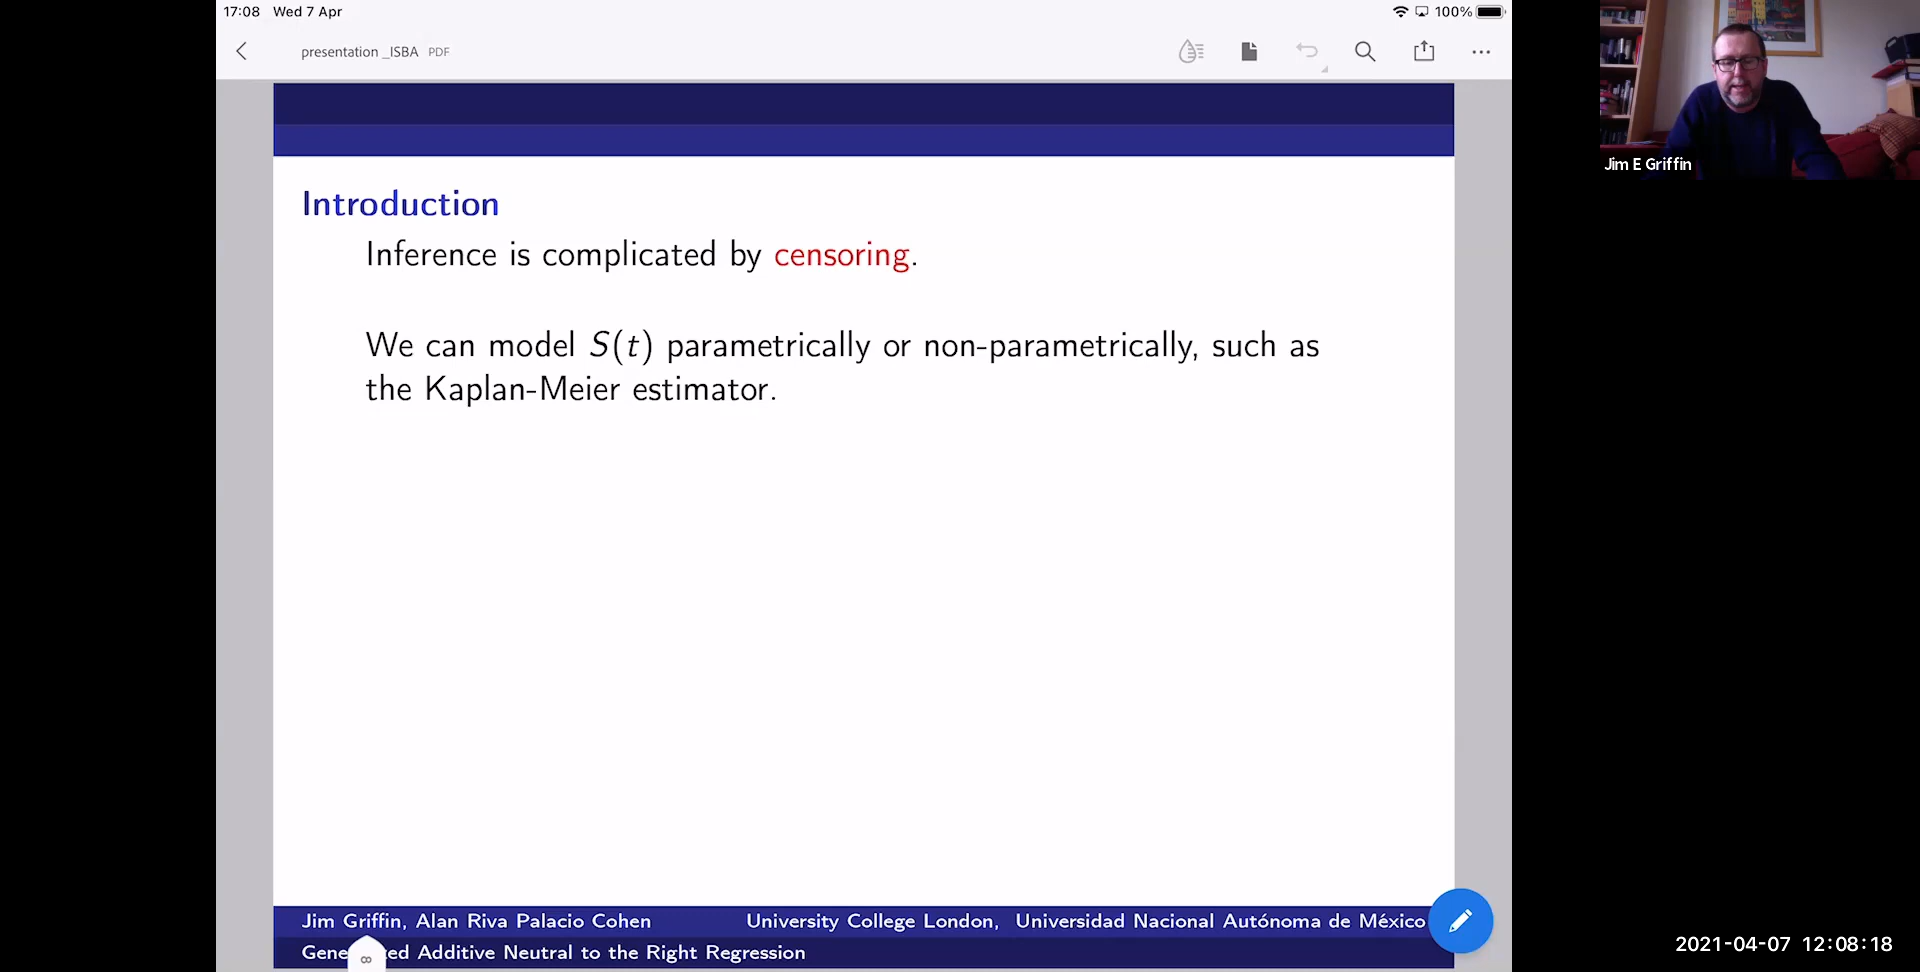 17:08 Wed 7 Apr
100%
presentation _ISBA PDF
Introduction
Inference is complicated by censoring.
We can model S(t) parametrically or non-parametrically, such as
the Kaplan-Meier estimator.
Jim Griffin, Alan Riva Palacio Cohen University College London, Universidad Nacional Autónoma de México
Additive Neutral to the Right Regression
8
Jim E Griffin
2021-04-07 12:08:18